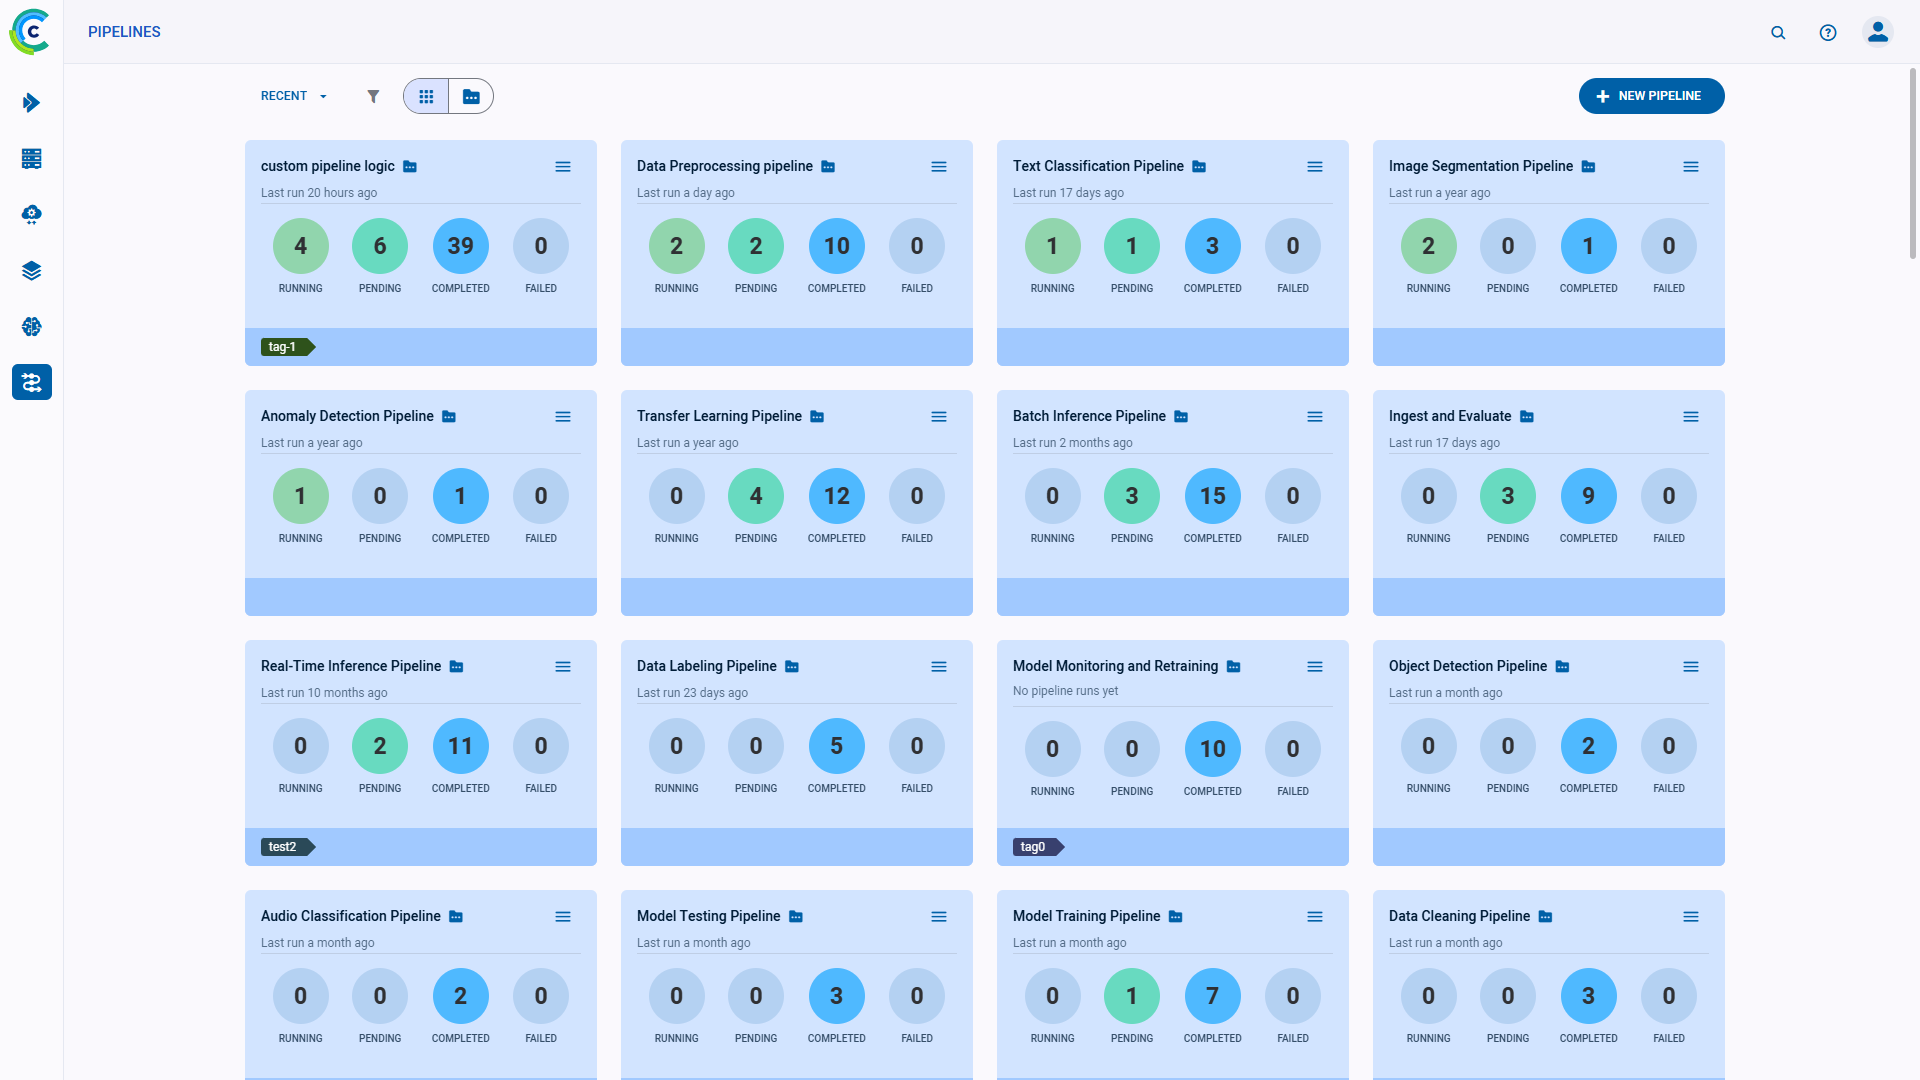 PIPELINES
RECENT
NEW PIPELINE
custom pipeline logic
Last run 20 hours ago
4 6 39 0
RUNNING PENDING COMPLETED FAILED
tag-1
Data Preprocessing pipeline
Last run a day ago
2 2 10 0
RUNNING PENDING COMPLETED FAILED
Text Classification Pipeline
Last run 17 days ago
1 1 3 0
RUNNING PENDING COMPLETED FAILED
Image Segmentation Pipeline
Last run a year ago
2 0 1 0
RUNNING PENDING COMPLETED FAILED
Anomaly Detection Pipeline
Last run a year ago
1 0 1 0
RUNNING PENDING COMPLETED FAILED
Transfer Learning Pipeline
Last run a year ago
0 4 12 0
RUNNING PENDING COMPLETED FAILED
Batch Inference Pipeline
Last run 2 months ago
0 3 15 0
RUNNING PENDING COMPLETED FAILED
Ingest and Evaluate
Last run 17 days ago
0 3 9 0
RUNNING PENDING COMPLETED FAILED
Real-Time Inference Pipeline
Last run 10 months ago
0 2 11 0
RUNNING PENDING COMPLETED FAILED
test2
Data Labeling Pipeline
Last run 23 days ago
0 0 5 0
RUNNING PENDING COMPLETED FAILED
Model Monitoring and Retraining
No pipeline runs yet
0 0 10 0
RUNNING PENDING COMPLETED FAILED
tag0
Object Detection Pipeline
Last run a month ago
0 0 2 0
RUNNING PENDING COMPLETED FAILED
Audio Classification Pipeline
Last run a month ago
0 0 2 0
RUNNING PENDING COMPLETED FAILED
Model Testing Pipeline
Last run a month ago
0 0 3 0
RUNNING PENDING COMPLETED FAILED
Model Training Pipeline
Last run a month ago
0 1 7 0
RUNNING PENDING COMPLETED FAILED
Data Cleaning Pipeline
Last run a month ago
0 0 3 0
RUNNING PENDING COMPLETED FAILED